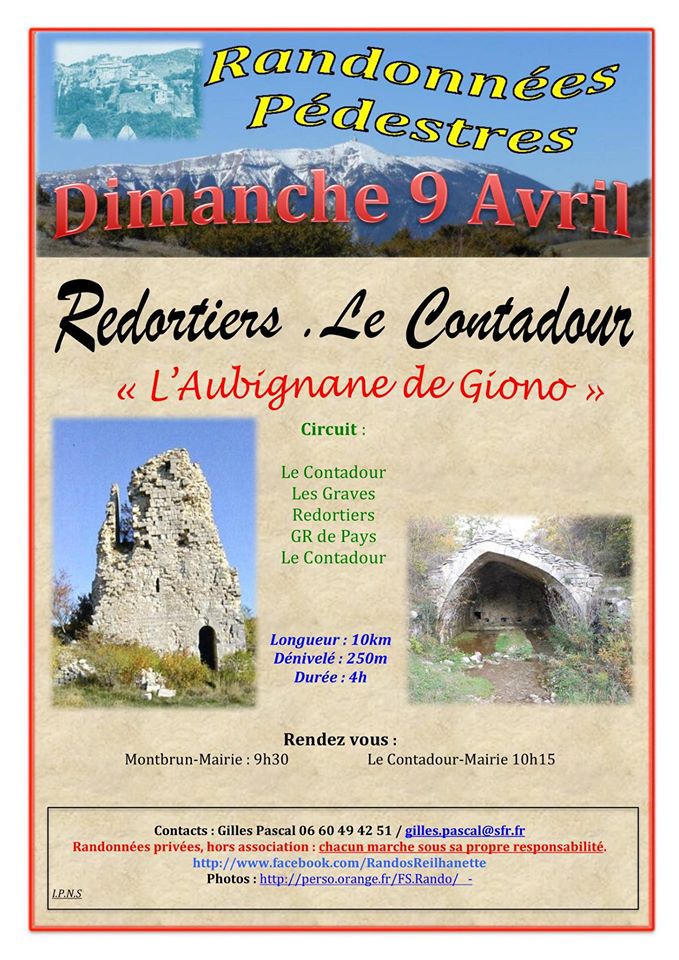 Randonnées
Pédestres
Dimanche 9 Avril
Redortiers . Le Contadour
« L'Aubignane de Giono »
Circuit :
Le Contadour
Les Graves
Redortiers
GR de Pays
Le Contadour
Longueur : 10km
Dénivelé : 250m
Durée : 4h
Rendez vous :
Montbrun-Mairie : 9h30 Le Contadour-Mairie 10h15
Contacts : Gilles Pascal 06 60 49 42 51 / gilles.pascal@sfr.fr
Randonnées privées, hors association : chacun marche sous sa propre responsabilité.
http://www.facebook.com/RandosReilhanette
Photos : http://perso.orange.fr/FS.Rando/ -
I.P.N.S